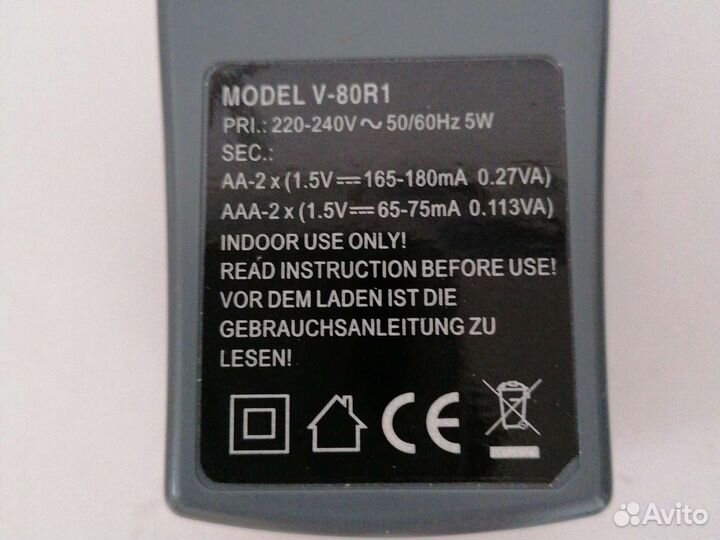 MODEL V-80R1
PRI.: 220-240V ~ 50/60Hz 5W
SEC.:
AA-2 x (1.5V⎓165-180mA 0.27VA)
AAA-2 x (1.5V⎓65-75mA 0.113VA)
INDOOR USE ONLY!
READ INSTRUCTION BEFORE USE!
VOR DEM LADEN IST DIE
GEBRAUCHSANLEITUNG ZU
LESEN!
CE
Avito